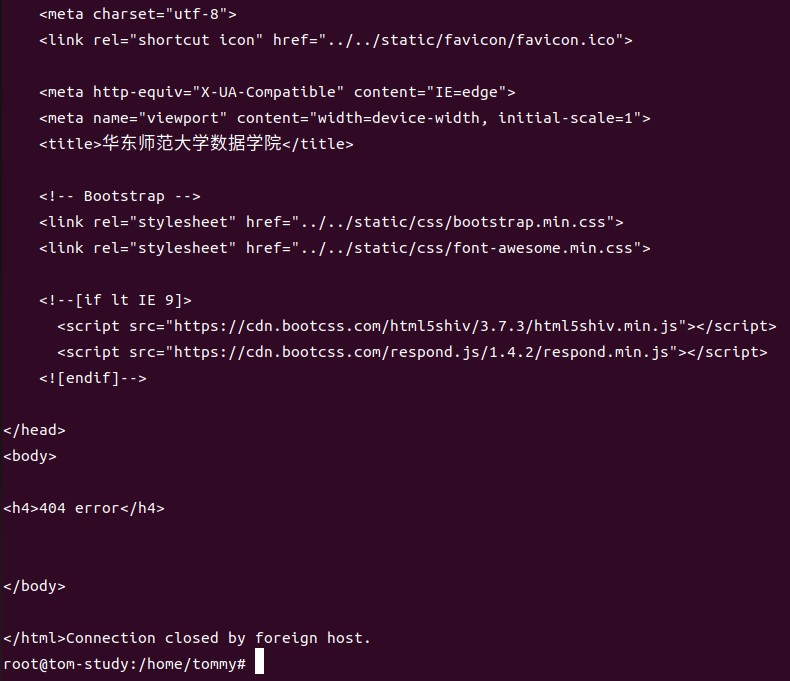 <meta charset="utf-8">
<link rel="shortcut icon" href="../../static/favicon/favicon.ico">
<meta http-equiv="X-UA-Compatible" content="IE=edge">
<meta name="viewport" content="width=device-width, initial-scale=1">
<title>华东师范大学数据学院</title>
<!-- Bootstrap -->
<link rel="stylesheet" href="../../static/css/bootstrap.min.css">
<link rel="stylesheet" href="../../static/css/font-awesome.min.css">
<!--[if lt IE 9]>
<script src="https://cdn.bootcss.com/html5shiv/3.7.3/html5shiv.min.js"></script>
<script src="https://cdn.bootcss.com/respond.js/1.4.2/respond.min.js"></script>
<![endif]-->
</head>
<body>
<h4>404 error</h4>
</body>
</html>Connection closed by foreign host.
root@tom-study:/home/tommy#